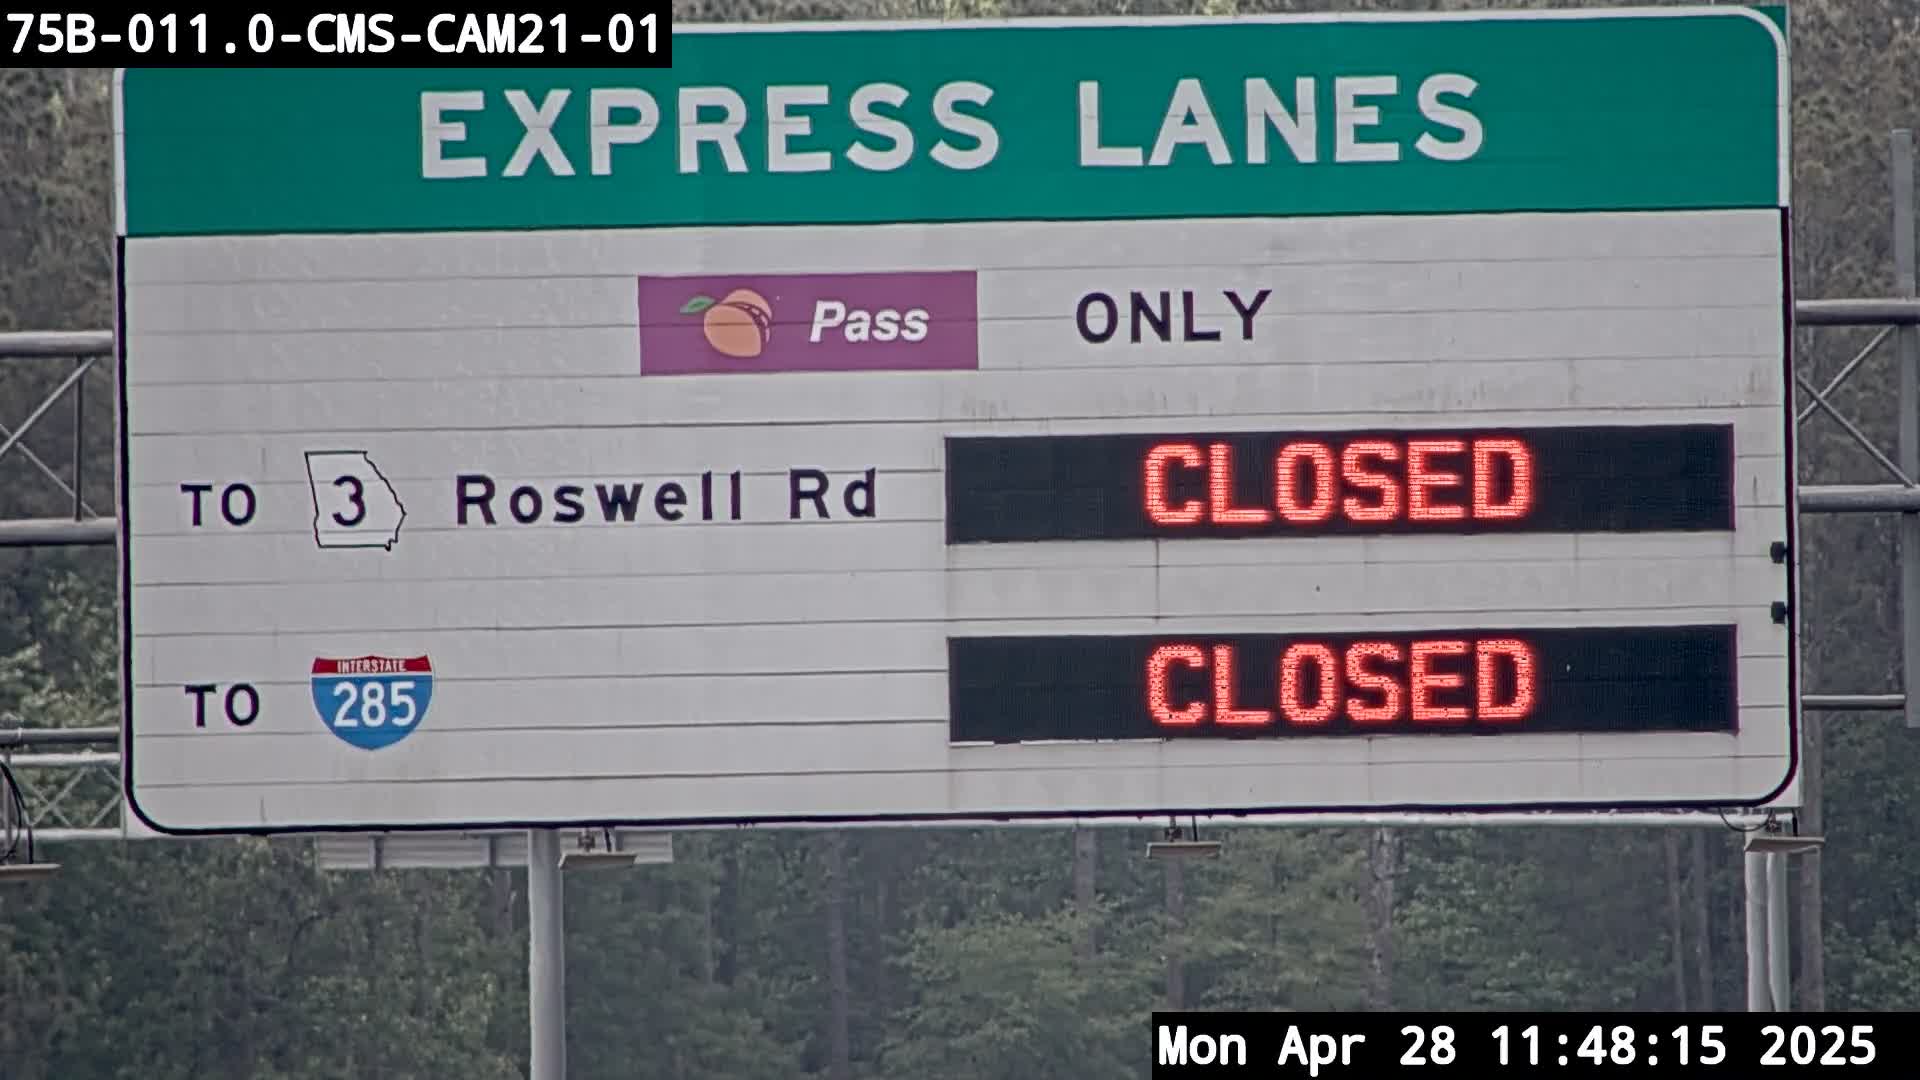 75B-011.0-CMS-CAM21-01
EXPRESS LANES
Pass ONLY
TO 3 Roswell Rd CLOSED
INTERSTATE
TO 285 CLOSED
Mon Apr 28 11:48:15 2025